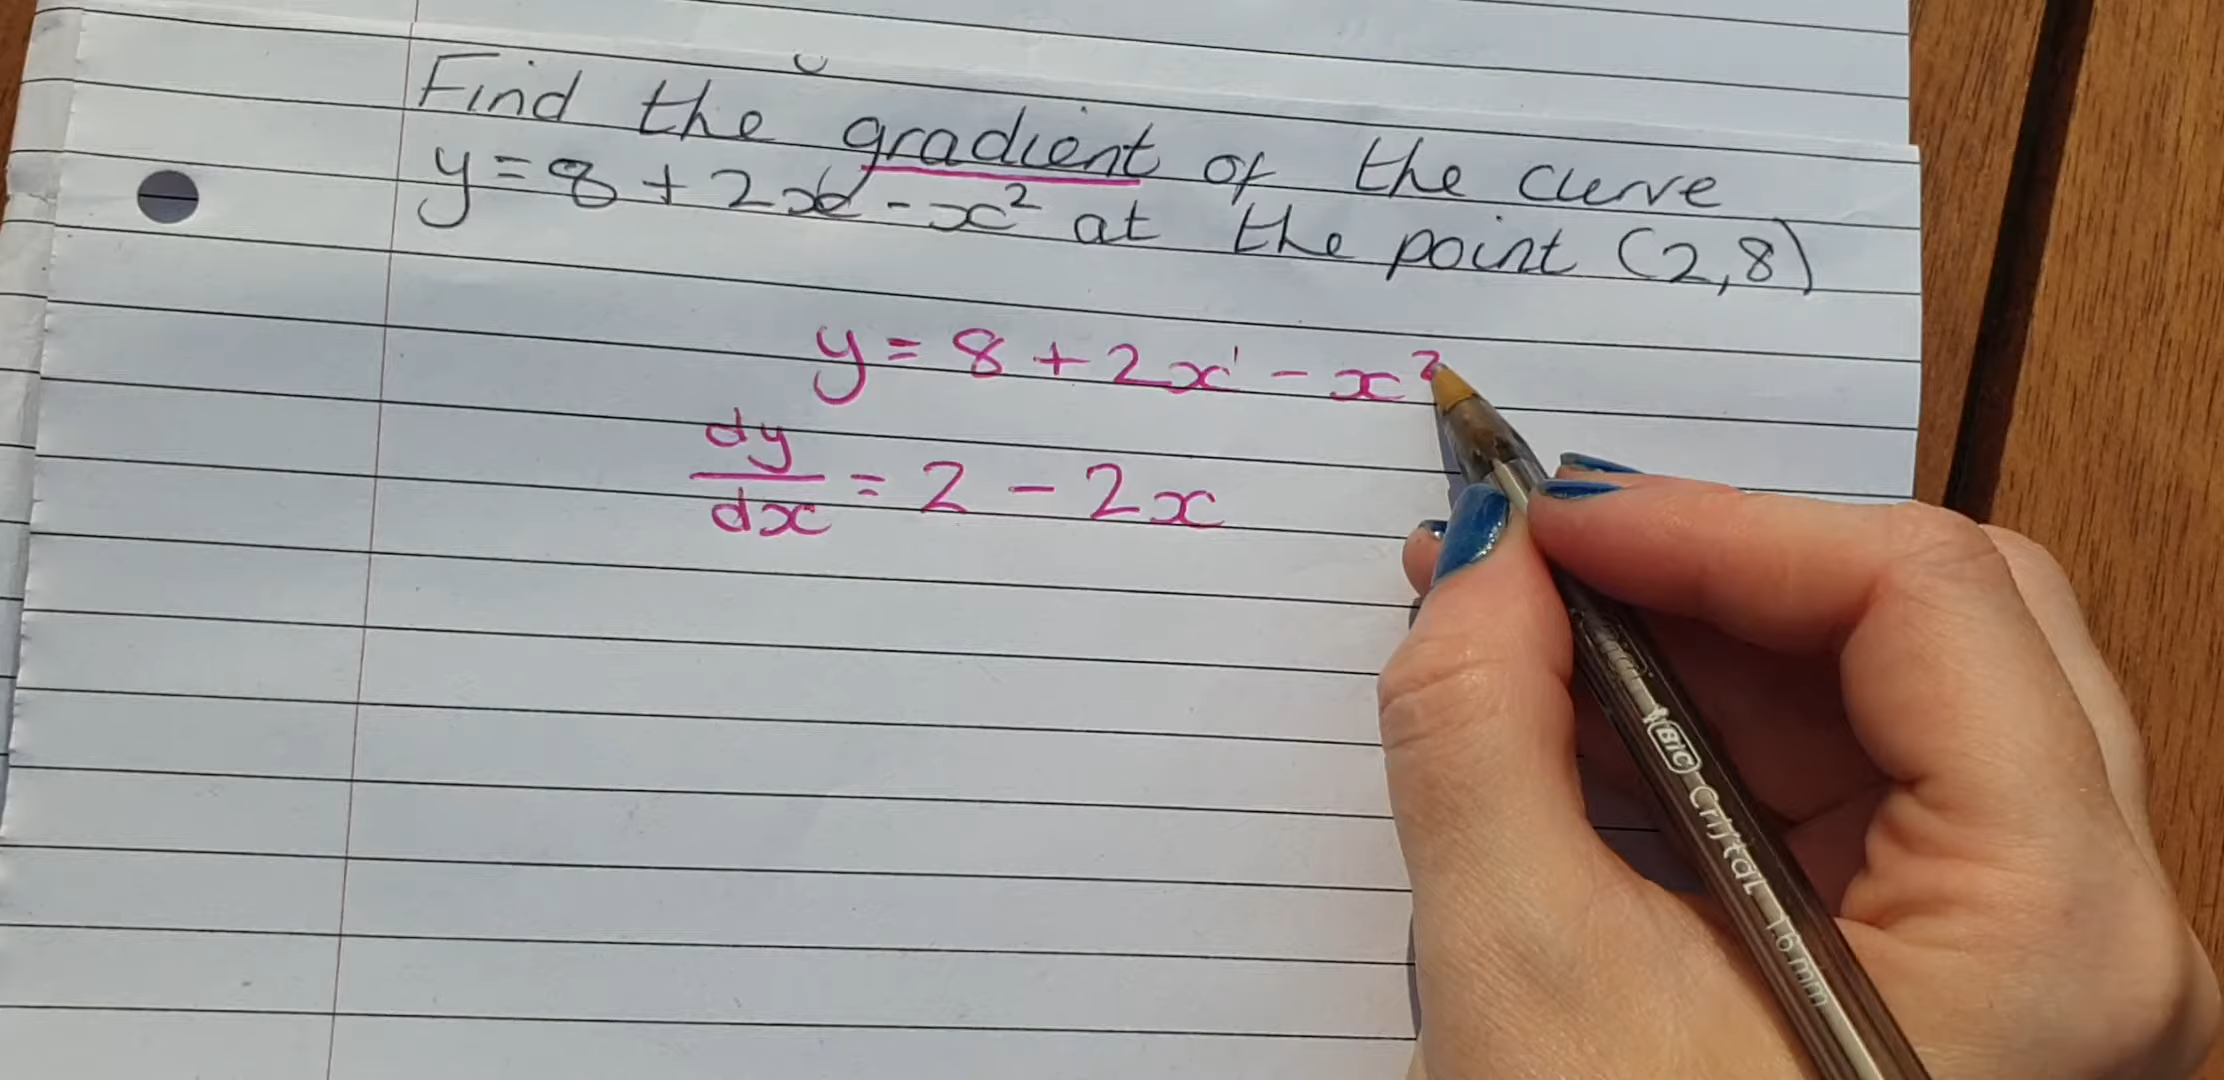 Find the gradient of the curve
y = 8 + 2x - x² at the point (2,8)
y = 8 + 2x¹ - x²
dy/dx = 2 - 2x
BIC Cristal 1.6mm